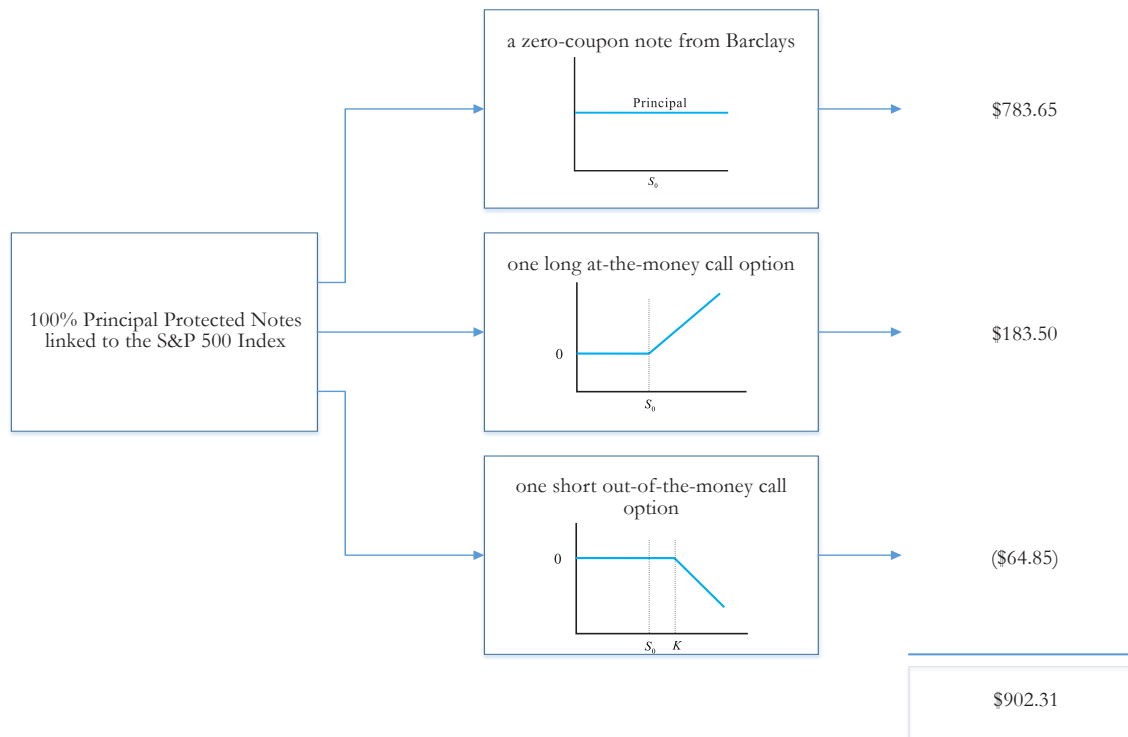 a zero-coupon note from Barclays
Principal
S₀
$783.65
100% Principal Protected Notes
linked to the S&P 500 Index
one long at-the-money call option
0
S₀
$183.50
one short out-of-the-money call
option
0
S₀ K
($64.85)
$902.31